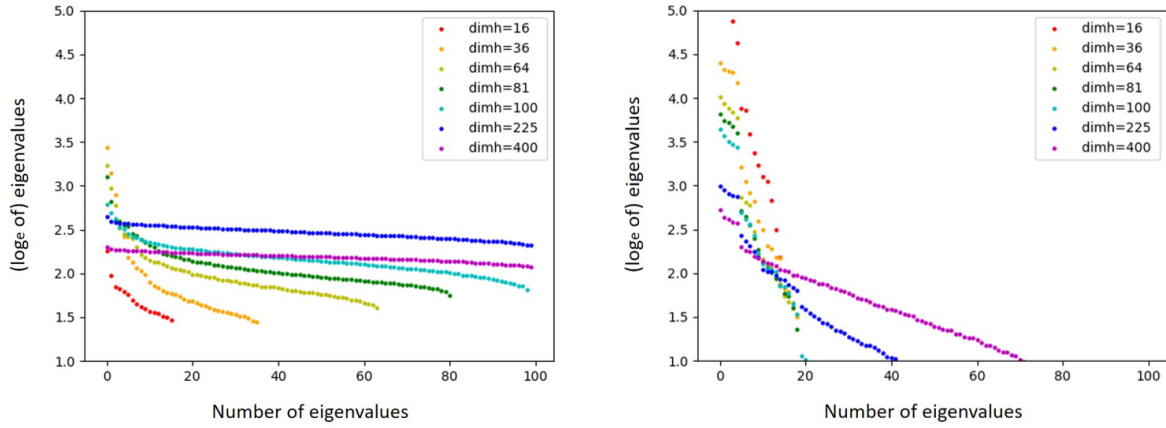 5.0
4.5
4.0
3.5
3.0
2.5
2.0
1.5
1.0
0
20
40
60
80
100
(logₑ of) eigenvalues
Number of eigenvalues
dimh=16
dimh=36
dimh=64
dimh=81
dimh=100
dimh=225
dimh=400
5.0
4.5
4.0
3.5
3.0
2.5
2.0
1.5
1.0
0
20
40
60
80
100
(logₑ of) eigenvalues
Number of eigenvalues
dimh=16
dimh=36
dimh=64
dimh=81
dimh=100
dimh=225
dimh=400